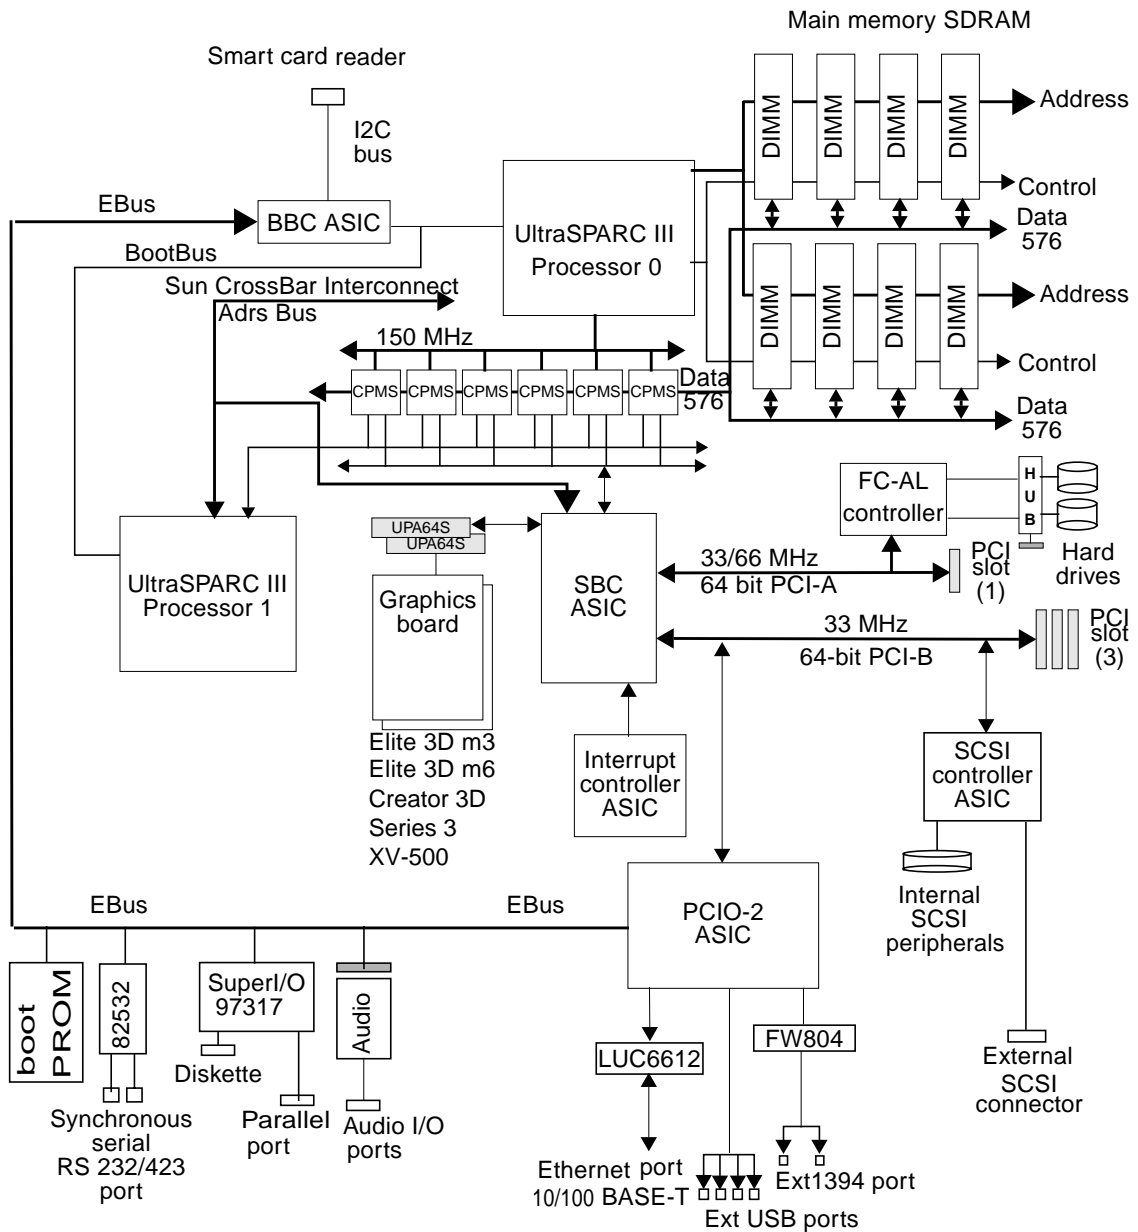 Main memory SDRAM
Smart card reader
I2C
bus
DIMM
DIMM
DIMM
DIMM
Address
Control
Data
576
EBus
BBC ASIC
UltraSPARC III
Processor 0
BootBus
Sun CrossBar Interconnect
Adrs Bus
DIMM
DIMM
DIMM
DIMM
Address
Control
Data
576
150 MHz
CPMS
CPMS
CPMS
CPMS
CPMS
CPMS
Data
576
FC-AL
controller
H
U
B
Hard
drives
UPA64S
UPA64S
UltraSPARC III
Processor 1
Graphics
board
SBC
ASIC
33/66 MHz
64 bit PCI-A
PCI
slot
(1)
33 MHz
64-bit PCI-B
PCI
slot
(3)
Elite 3D m3
Elite 3D m6
Creator 3D
Series 3
XV-500
Interrupt
controller
ASIC
SCSI
controller
ASIC
Internal
SCSI
peripherals
EBus
EBus
PCIO-2
ASIC
boot
PROM
82532
SuperI/O
97317
Audio
Diskette
LUC6612
FW804
External
SCSI
connector
Synchronous
serial
RS 232/423
port
Parallel
port
Audio I/O
ports
Ethernet port
10/100 BASE-T
Ext1394 port
Ext USB ports